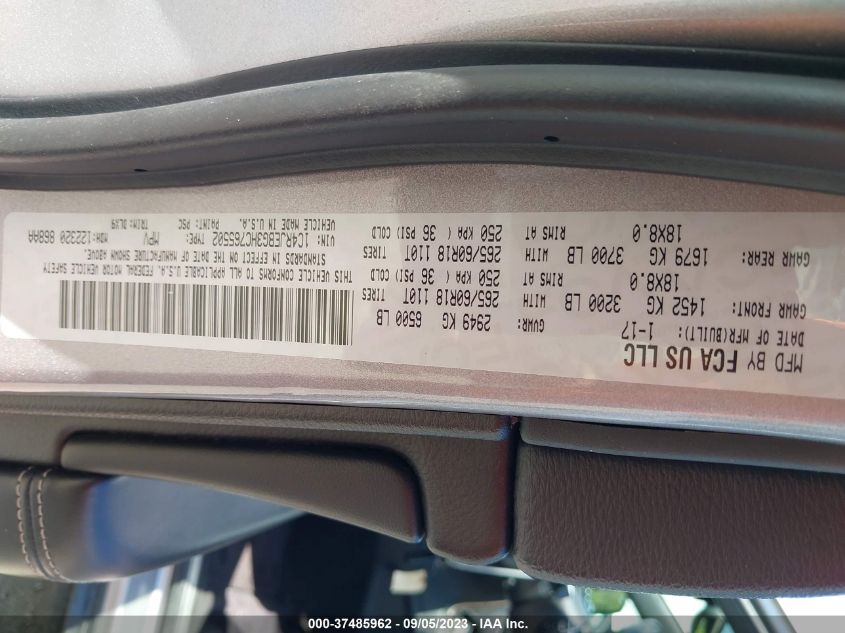 MFD BY FCA US LLC
DATE OF MFR(BUILT): 1-17
GVWR: 2949 KG 6500 LB
GAWR FRONT: 1452 KG 3200 LB WITH 265/60R18 110T TIRES
18X8.0 RIMS AT 250 KPA ( 36 PSI) COLD
GAWR REAR: 1679 KG 3700 LB WITH 265/60R18 110T TIRES
18X8.0 RIMS AT 250 KPA ( 36 PSI) COLD
THIS VEHICLE CONFORMS TO ALL APPLICABLE U.S.A. FEDERAL MOTOR VEHICLE SAFETY
STANDARDS IN EFFECT ON THE DATE OF MANUFACTURE SHOWN ABOVE.
VIN: 1C4RJEBG3HC765502 TYPE: MPV MDH: 122320 868AA
VEHICLE MADE IN U.S.A. PAINT: PSC TRIM: DLX9
000-37485962 - 09/05/2023 - I.A.A. Inc.